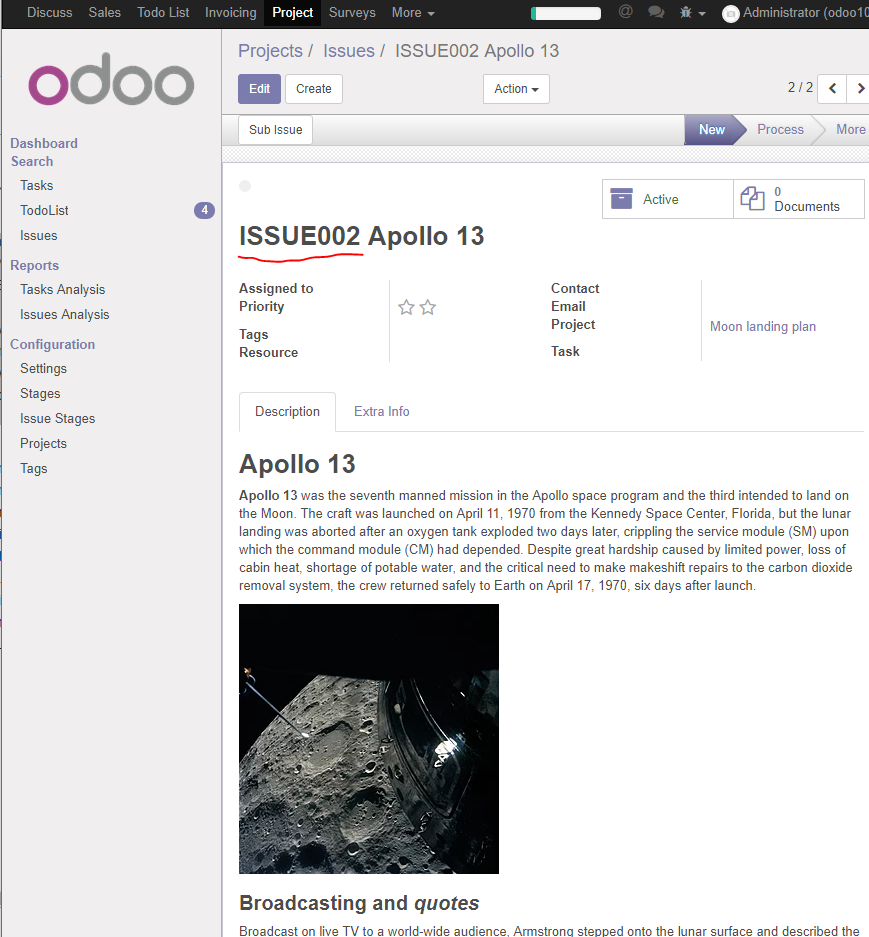 Discuss Sales Todo List Invoicing Project Surveys More @ Administrator (odoo10
odoo
Projects / Issues / ISSUE002 Apollo 13
Edit Create Action 2 / 2
Sub Issue New Process More
Dashboard
Search
Tasks
TodoList 4
Issues
Reports
Tasks Analysis
Issues Analysis
Configuration
Settings
Stages
Issue Stages
Projects
Tags
Active 0 Documents
ISSUE002 Apollo 13
Assigned to
Priority
Tags
Resource
Contact
Email
Project Moon landing plan
Task
Description Extra Info
Apollo 13
Apollo 13 was the seventh manned mission in the Apollo space program and the third intended to land on
the Moon. The craft was launched on April 11, 1970 from the Kennedy Space Center, Florida, but the lunar
landing was aborted after an oxygen tank exploded two days later, crippling the service module (SM) upon
which the command module (CM) had depended. Despite great hardship caused by limited power, loss of
cabin heat, shortage of potable water, and the critical need to make makeshift repairs to the carbon dioxide
removal system, the crew returned safely to Earth on April 17, 1970, six days after launch.
Broadcasting and quotes
Broadcast on live TV to a world-wide audience, Armstrong stepped onto the lunar surface and described the